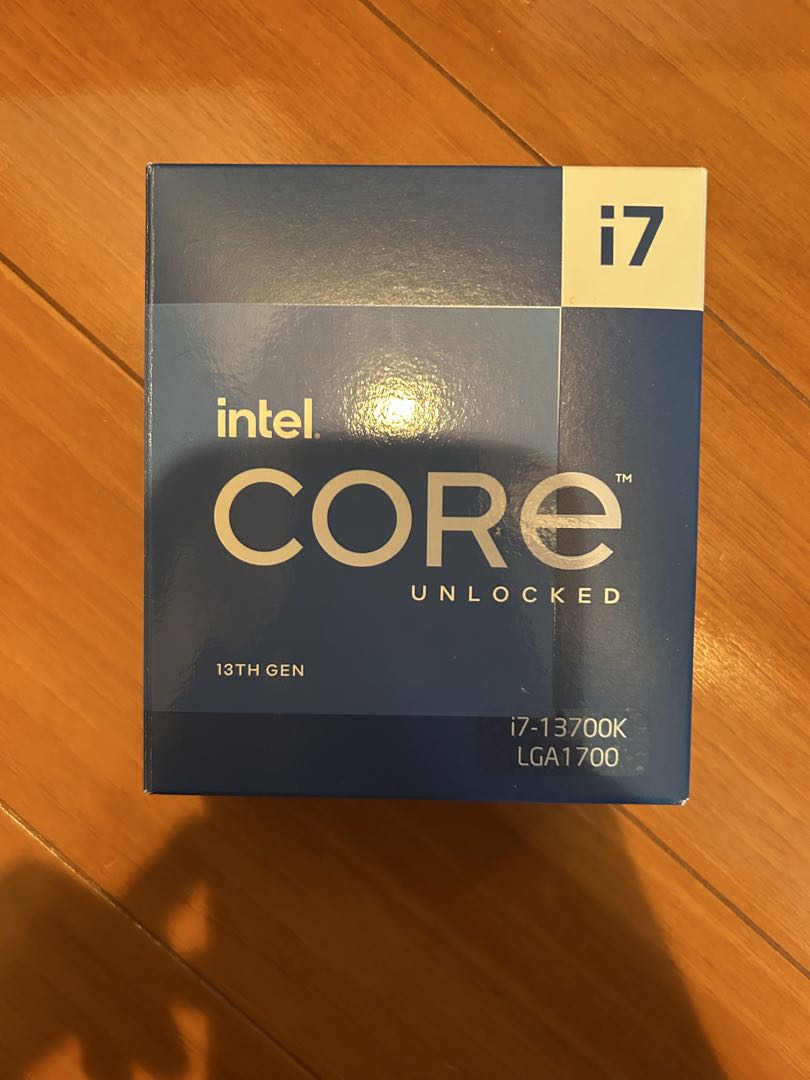 i7
intel.
CORe™
UNLOCKED
13TH GEN
i7-13700K
LGA1700